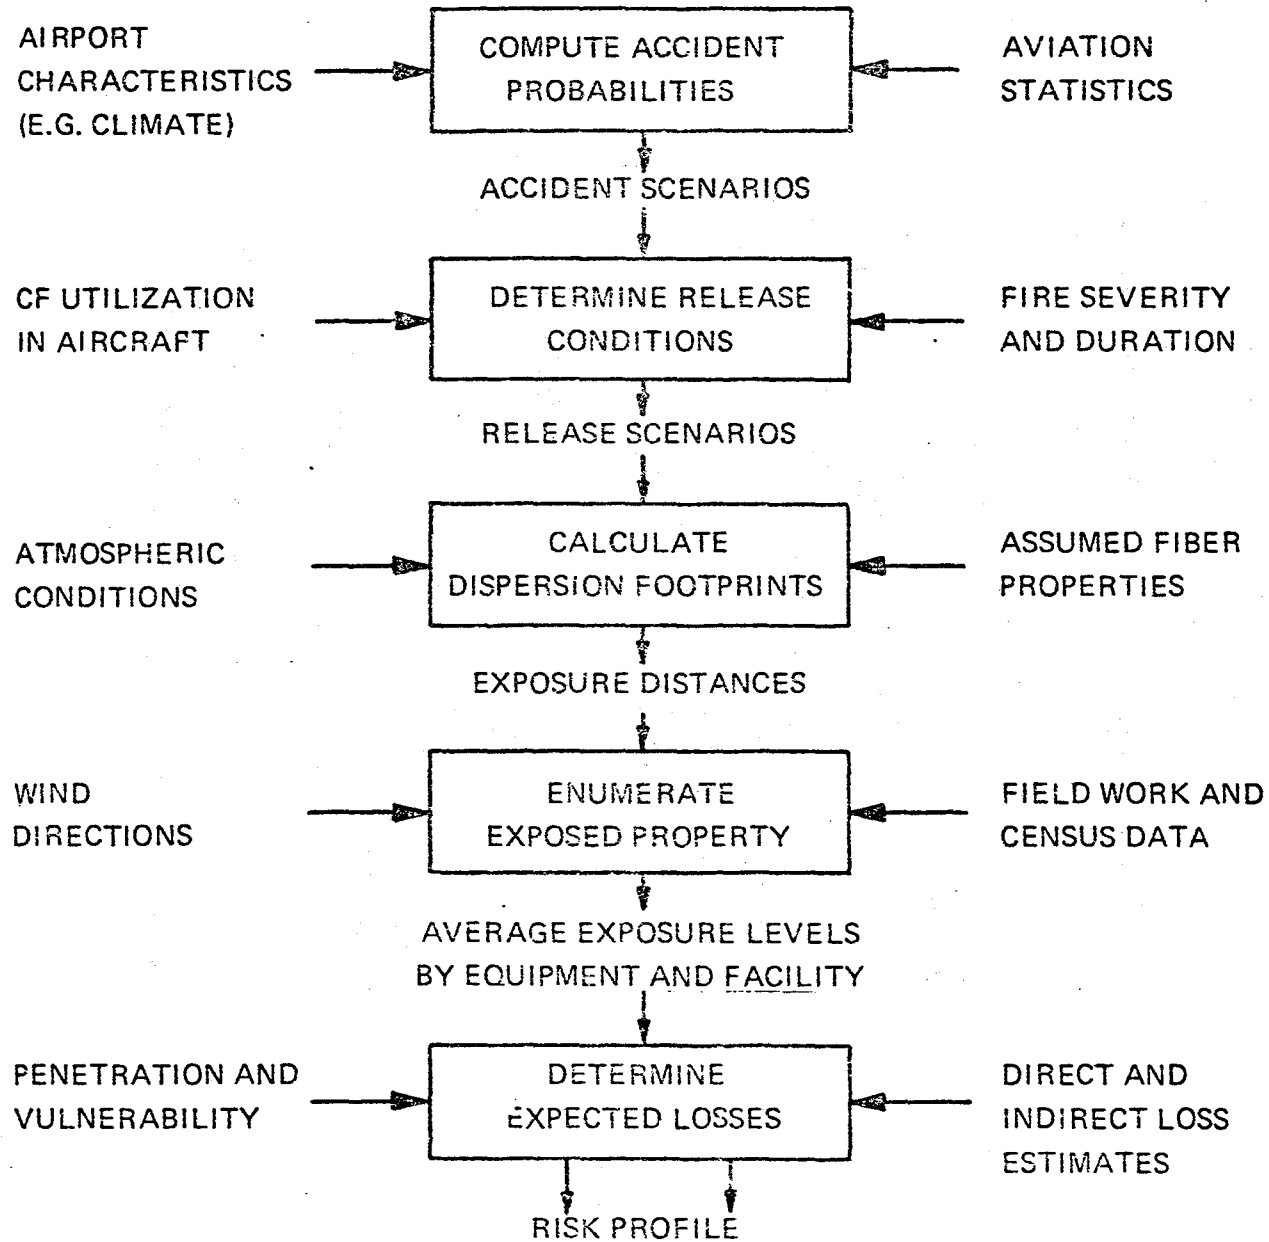 AIRPORT
CHARACTERISTICS
(E.G. CLIMATE)
COMPUTE ACCIDENT
PROBABILITIES
AVIATION
STATISTICS
ACCIDENT SCENARIOS
CF UTILIZATION
IN AIRCRAFT
DETERMINE RELEASE
CONDITIONS
FIRE SEVERITY
AND DURATION
RELEASE SCENARIOS
ATMOSPHERIC
CONDITIONS
CALCULATE
DISPERSION FOOTPRINTS
ASSUMED FIBER
PROPERTIES
EXPOSURE DISTANCES
WIND
DIRECTIONS
ENUMERATE
EXPOSED PROPERTY
FIELD WORK AND
CENSUS DATA
AVERAGE EXPOSURE LEVELS
BY EQUIPMENT AND FACILITY
PENETRATION AND
VULNERABILITY
DETERMINE
EXPECTED LOSSES
DIRECT AND
INDIRECT LOSS
ESTIMATES
RISK PROFILE